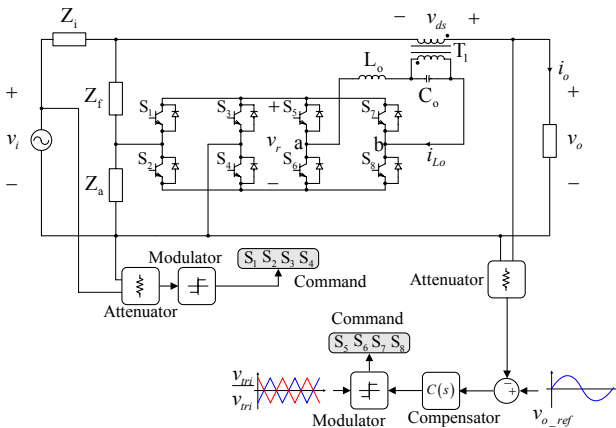 Z_i
− v_ds +
T_1
L_o
C_o
i_o
+
v_i
−
Z_f
Z_a
S_1
S_3
+
S_5
S_7
v_r
a
b
S_2
S_4
−
S_6
S_8
i_Lo
+
v_o
−
Modulator
S_1 S_2 S_3 S_4
Command
Attenuator
Attenuator
Command
S_5 S_6 S_7 S_8
v_tri
v_tri
Modulator
C(s)
Compensator
−
+
v_o_ref